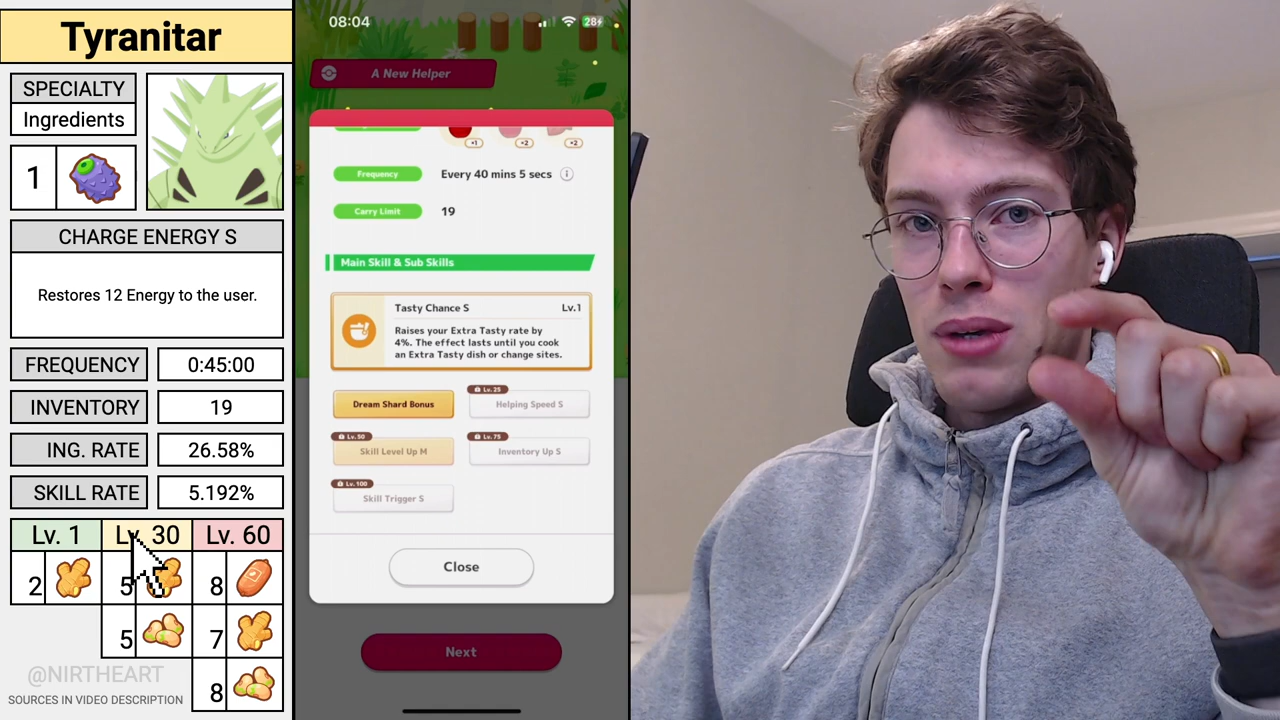 Tyranitar
SPECIALTY
Ingredients
1
CHARGE ENERGY S
Restores 12 Energy to the user.
FREQUENCY
0:45:00
INVENTORY
19
ING. RATE
26.58%
SKILL RATE
5.192%
Lv. 1
Lv. 30
Lv. 60
2
5
8
5
7
8
@NIRTHEART
SOURCES IN VIDEO DESCRIPTION
08:04
28
A New Helper
×1
×2
×2
Frequency
Every 40 mins 5 secs
Carry Limit
19
Main Skill & Sub Skills
Tasty Chance S
Lv.1
Raises your Extra Tasty rate by
4%. The effect lasts until you cook
an Extra Tasty dish or change sites.
Dream Shard Bonus
Lv. 25
Helping Speed S
Lv. 50
Skill Level Up M
Lv. 75
Inventory Up S
Lv. 100
Skill Trigger S
Close
Next